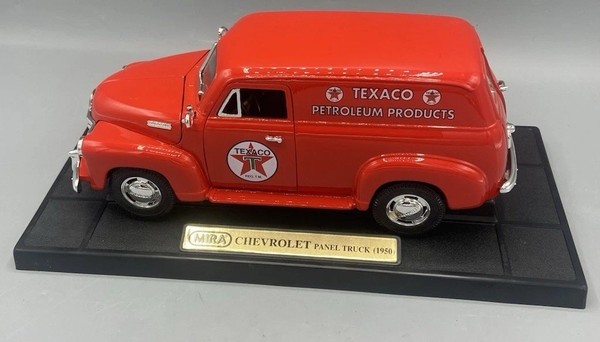 TEXACO
PETROLEUM PRODUCTS
TEXACO
T
MIRA CHEVROLET PANEL TRUCK (1950)